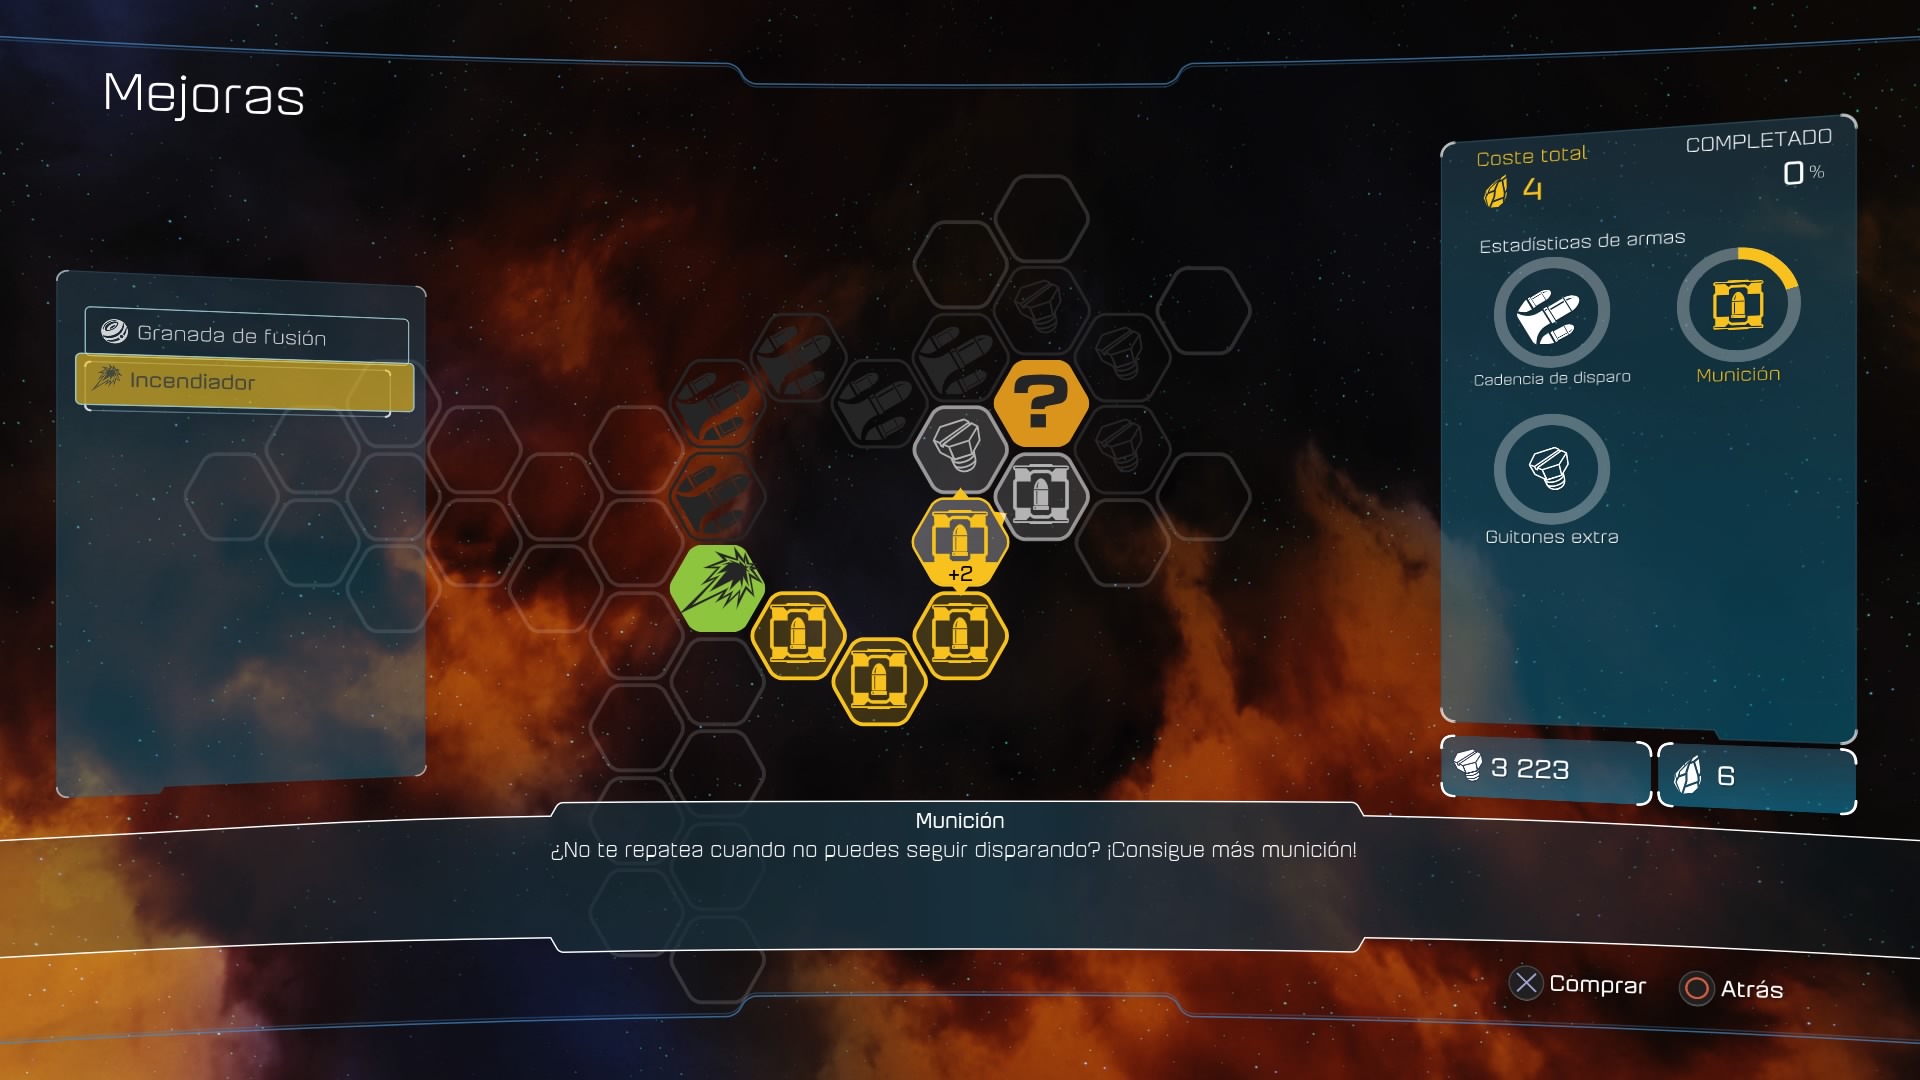 Mejoras
Granada de fusión
Incendiador
?
+2
Coste total
4
COMPLETADO
0 %
Estadísticas de armas
Cadencia de disparo
Munición
Guitones extra
3 223
6
Munición
¿No te repatea cuando no puedes seguir disparando? ¡Consigue más munición!
Comprar
Atrás